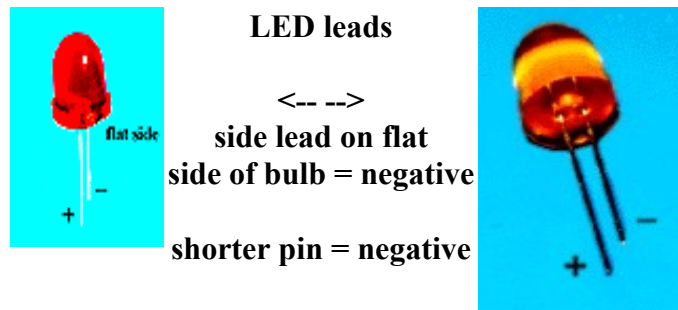 LED leads
<-- -->
side lead on flat
side of bulb = negative
shorter pin = negative
flat side
+
-
+
-